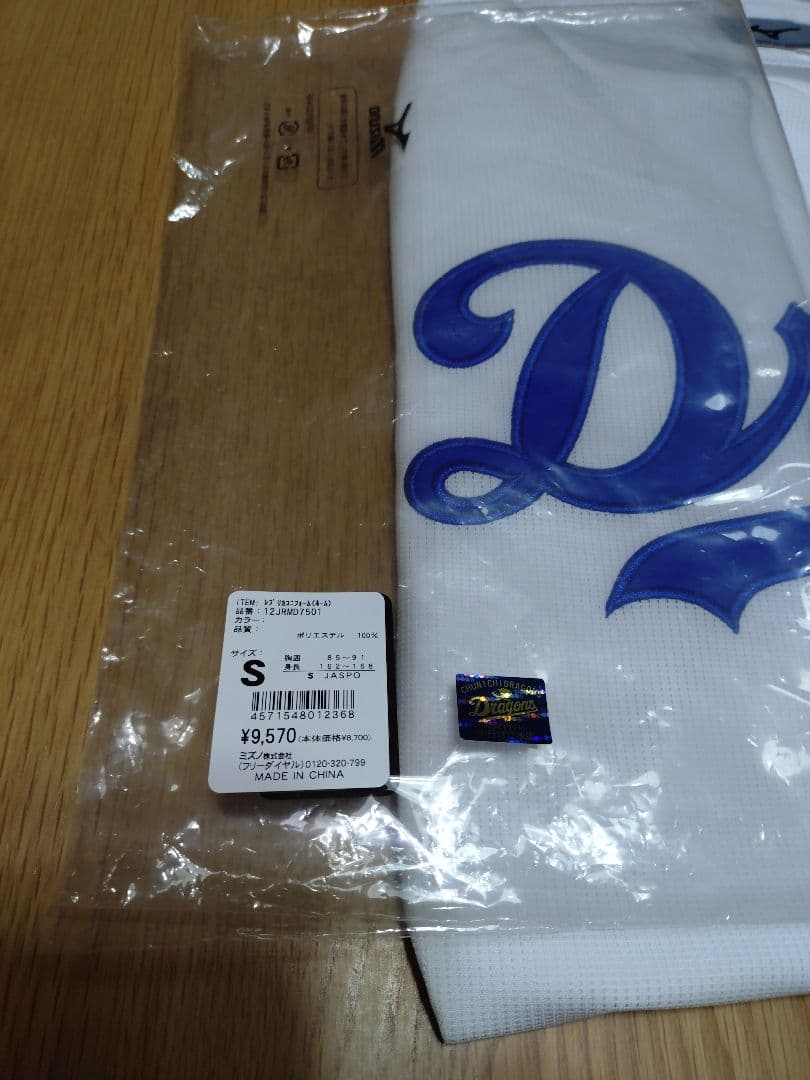 MIZUNO
D
ITEM: ﾚﾌﾟﾘｶﾕﾆﾌｫｰﾑ(ﾎｰﾑ)
品番：12JRMD7501
カラー：
品質：
ポリエステル 100%
サイズ：
S
胸囲 85～91
身長 162～168
S JASPO
4571548012368
¥9,570(本体価格¥8,700)
ミズノ株式会社
(フリーダイヤル)0120-320-799
MADE IN CHINA
CHUNICHI DRAGONS
Dragons